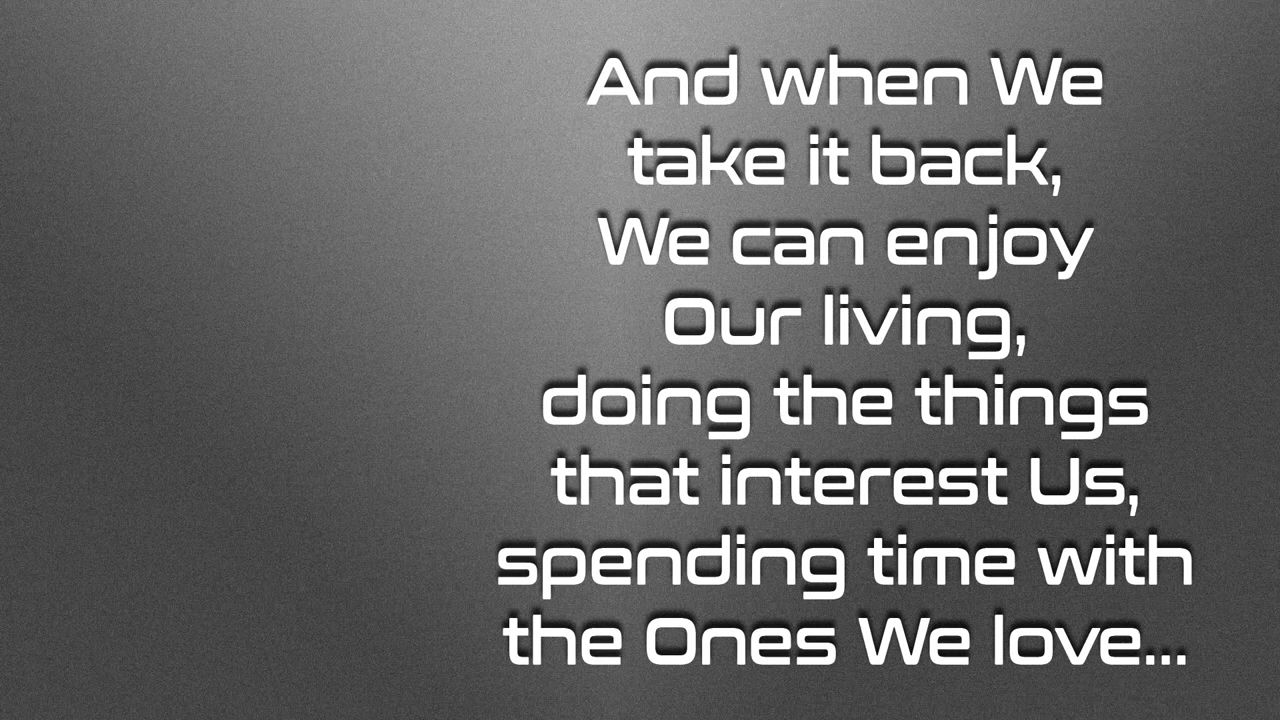 And when We
take it back,
We can enjoy
Our living,
doing the things
that interest Us,
spending time with
the Ones We love...